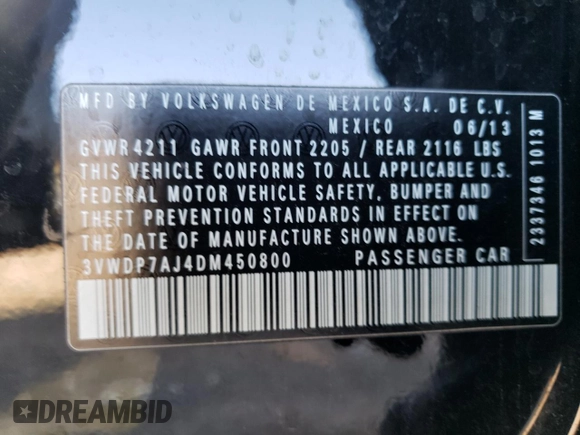 MFD BY VOLKSWAGEN DE MEXICO S.A. DE C.V.
MEXICO 06/13
GVWR 4211 GAWR FRONT 2205 / REAR 2116 LBS
THIS VEHICLE CONFORMS TO ALL APPLICABLE U.S.
FEDERAL MOTOR VEHICLE SAFETY, BUMPER AND
THEFT PREVENTION STANDARDS IN EFFECT ON
THE DATE OF MANUFACTURE SHOWN ABOVE.
3VWDP7AJ4DM450800 PASSENGER CAR
2337346 1013 M
DREAMBID